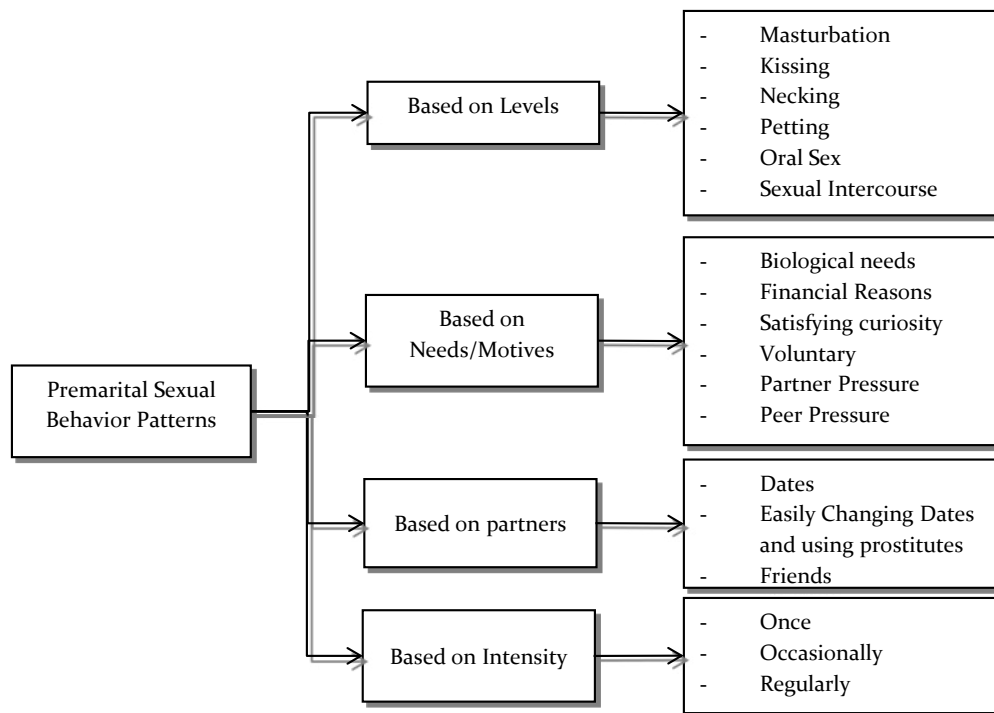 Premarital Sexual
Behavior Patterns
Based on Levels
- Masturbation
- Kissing
- Necking
- Petting
- Oral Sex
- Sexual Intercourse
Based on
Needs/Motives
- Biological needs
- Financial Reasons
- Satisfying curiosity
- Voluntary
- Partner Pressure
- Peer Pressure
Based on partners
- Dates
- Easily Changing Dates
and using prostitutes
- Friends
Based on Intensity
- Once
- Occasionally
- Regularly